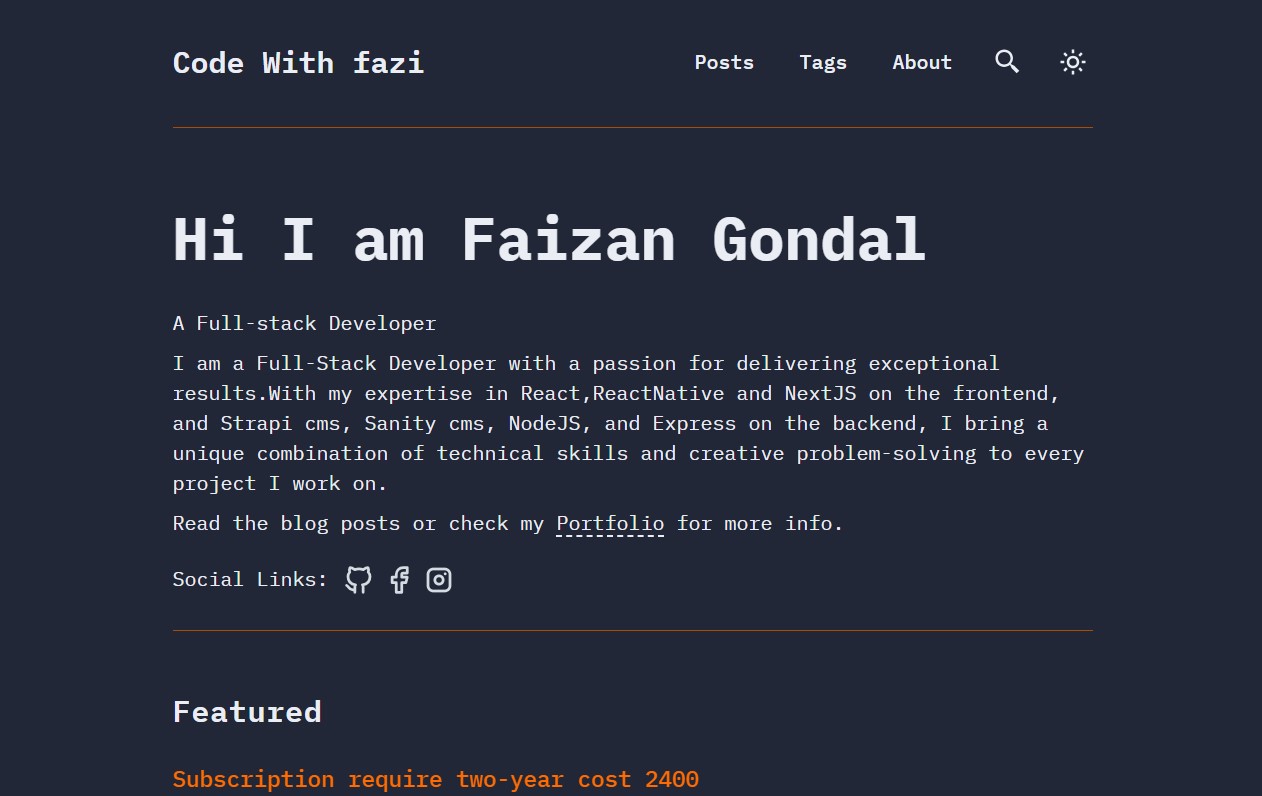 Code With fazi
Posts
Tags
About
Hi I am Faizan Gondal
A Full-stack Developer
I am a Full-Stack Developer with a passion for delivering exceptional
results.With my expertise in React,ReactNative and NextJS on the frontend,
and Strapi cms, Sanity cms, NodeJS, and Express on the backend, I bring a
unique combination of technical skills and creative problem-solving to every
project I work on.
Read the blog posts or check my Portfolio for more info.
Social Links:
Featured
Subscription require two-year cost 2400